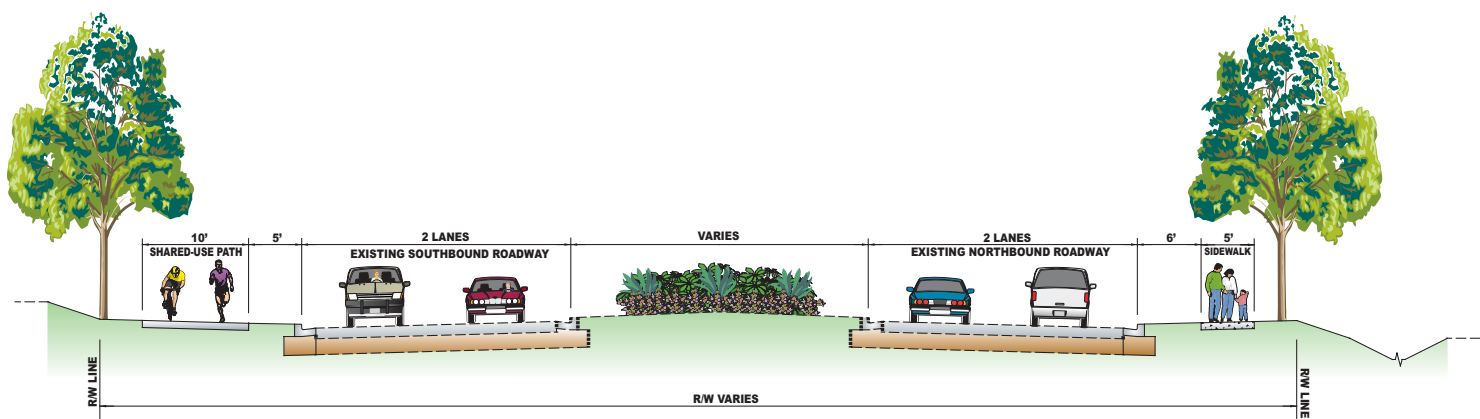 10'
SHARED-USE PATH
5'
2 LANES
EXISTING SOUTHBOUND ROADWAY
VARIES
2 LANES
EXISTING NORTHBOUND ROADWAY
6'
5'
SIDEWALK
R/W LINE
R/W VARIES
R/W LINE